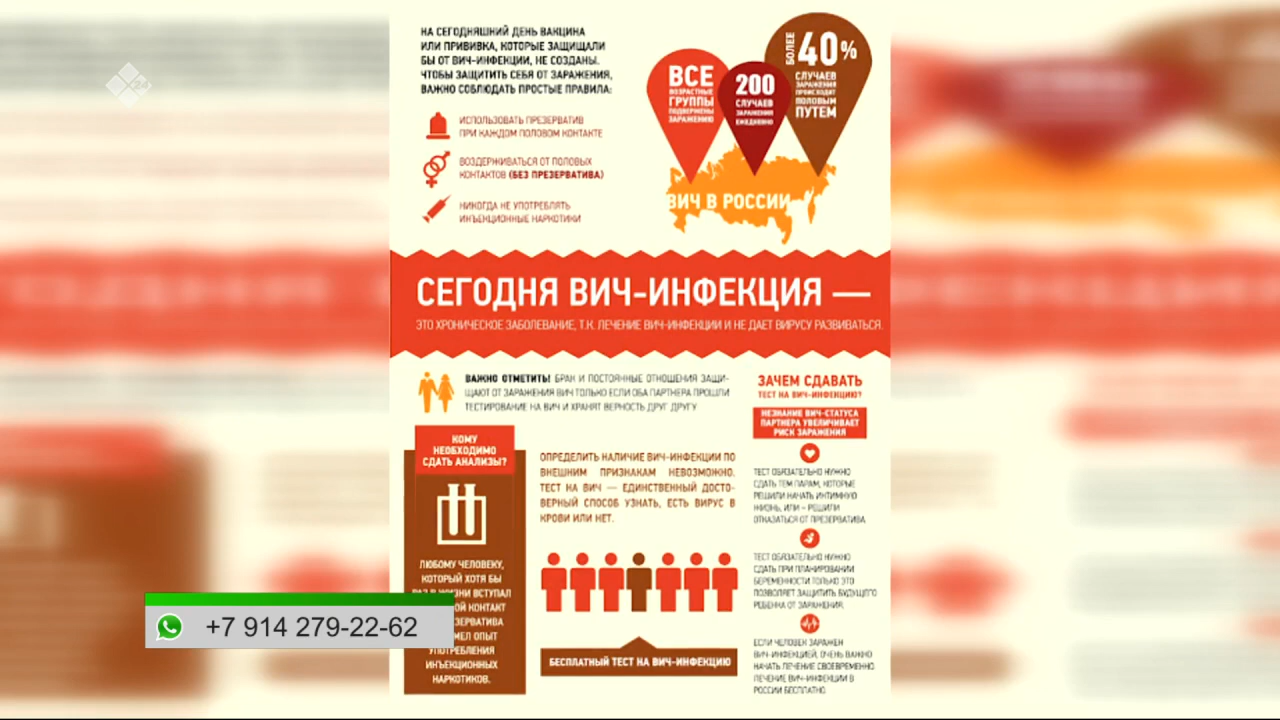 НА СЕГОДНЯШНИЙ ДЕНЬ ВАКЦИНА
ИЛИ ПРИВИВКА, КОТОРЫЕ ЗАЩИЩАЛИ
БЫ ОТ ВИЧ-ИНФЕКЦИИ, НЕ СОЗДАНЫ.
ЧТОБЫ ЗАЩИТИТЬ СЕБЯ ОТ ЗАРАЖЕНИЯ,
ВАЖНО СОБЛЮДАТЬ ПРОСТЫЕ ПРАВИЛА:
ИСПОЛЬЗОВАТЬ ПРЕЗЕРВАТИВ
ПРИ КАЖДОМ ПОЛОВОМ КОНТАКТЕ
ВОЗДЕРЖИВАТЬСЯ ОТ ПОЛОВЫХ
КОНТАКТОВ (БЕЗ ПРЕЗЕРВАТИВА)
НИКОГДА НЕ УПОТРЕБЛЯТЬ
ИНЪЕКЦИОННЫЕ НАРКОТИКИ
ВСЕ
ВОЗРАСТНЫЕ
ГРУППЫ
ПОДВЕРЖЕНЫ
ЗАРАЖЕНИЮ
200
СЛУЧАЕВ
ЗАРАЖЕНИЯ
ЕЖЕДНЕВНО
БОЛЕЕ
40%
СЛУЧАЕВ
ЗАРАЖЕНИЯ
ПРОИСХОДИТ
ПОЛОВЫМ
ПУТЕМ
ВИЧ В РОССИИ
СЕГОДНЯ ВИЧ-ИНФЕКЦИЯ —
ЭТО ХРОНИЧЕСКОЕ ЗАБОЛЕВАНИЕ, Т.К. ЛЕЧЕНИЕ ВИЧ-ИНФЕКЦИИ И НЕ ДАЕТ ВИРУСУ РАЗВИВАТЬСЯ.
ВАЖНО ОТМЕТИТЬ! БРАК И ПОСТОЯННЫЕ ОТНОШЕНИЯ ЗАЩИ-
ЩАЮТ ОТ ЗАРАЖЕНИЯ ВИЧ ТОЛЬКО ЕСЛИ ОБА ПАРТНЕРА ПРОШЛИ
ТЕСТИРОВАНИЕ НА ВИЧ И ХРАНЯТ ВЕРНОСТЬ ДРУГ ДРУГУ
КОМУ
НЕОБХОДИМО
СДАТЬ АНАЛИЗЫ?
ЛЮБОМУ ЧЕЛОВЕКУ,
КОТОРЫЙ ХОТЯ БЫ
РАЗ В ЖИЗНИ ВСТУПАЛ
ОЙ КОНТАКТ
ЗЕРВАТИВА
МЕЛ ОПЫТ
УПОТРЕБЛЕНИЯ
ИНЪЕКЦИОННЫХ
НАРКОТИКОВ.
ОПРЕДЕЛИТЬ НАЛИЧИЕ ВИЧ-ИНФЕКЦИИ ПО
ВНЕШНИМ ПРИЗНАКАМ НЕВОЗМОЖНО.
ТЕСТ НА ВИЧ — ЕДИНСТВЕННЫЙ ДОСТО-
ВЕРНЫЙ СПОСОБ УЗНАТЬ, ЕСТЬ ВИРУС В
КРОВИ ИЛИ НЕТ.
БЕСПЛАТНЫЙ ТЕСТ НА ВИЧ-ИНФЕКЦИЮ
ЗАЧЕМ СДАВАТЬ
ТЕСТ НА ВИЧ-ИНФЕКЦИЮ?
НЕЗНАНИЕ ВИЧ-СТАТУСА
ПАРТНЕРА УВЕЛИЧИВАЕТ
РИСК ЗАРАЖЕНИЯ
ТЕСТ ОБЯЗАТЕЛЬНО НУЖНО
СДАТЬ ТЕМ ПАРАМ, КОТОРЫЕ
РЕШИЛИ НАЧАТЬ ИНТИМНУЮ
ЖИЗНЬ, ИЛИ – РЕШИЛИ
ОТКАЗАТЬСЯ ОТ ПРЕЗЕРВАТИВА
ТЕСТ ОБЯЗАТЕЛЬНО НУЖНО
СДАТЬ ПРИ ПЛАНИРОВАНИИ
БЕРЕМЕННОСТИ ТОЛЬКО ЭТО
ПОЗВОЛЯЕТ ЗАЩИТИТЬ БУДУЩЕГО
РЕБЕНКА ОТ ЗАРАЖЕНИЯ.
ЕСЛИ ЧЕЛОВЕК ЗАРАЖЕН
ВИЧ-ИНФЕКЦИЕЙ, ОЧЕНЬ ВАЖНО
НАЧАТЬ ЛЕЧЕНИЕ СВОЕВРЕМЕННО
ЛЕЧЕНИЕ ВИЧ-ИНФЕКЦИИ В
РОССИИ БЕСПЛАТНО.
+7 914 279-22-62